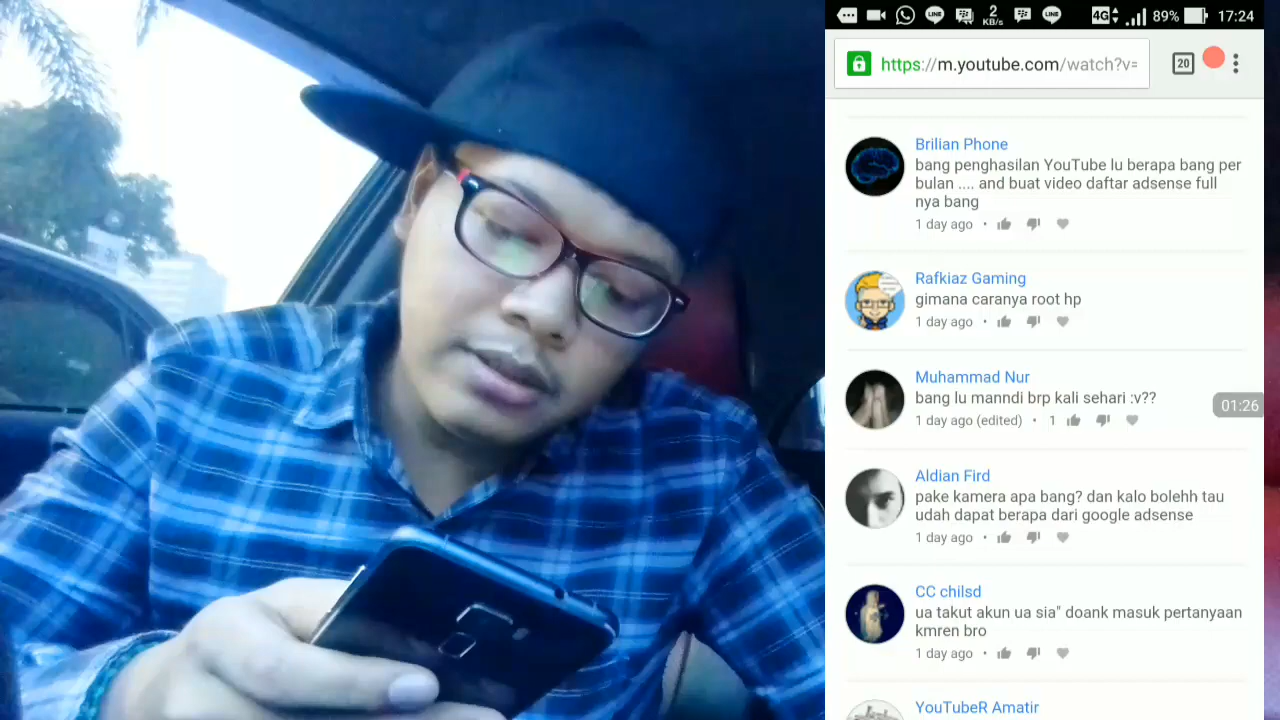 2
KB/s
4G
89%
17:24
https://m.youtube.com/watch?v=
20
Brilian Phone
bang penghasilan YouTube lu berapa bang per
bulan .... and buat video daftar adsense full
nya bang
1 day ago •
Rafkiaz Gaming
gimana caranya root hp
1 day ago •
Muhammad Nur
bang lu manndi brp kali sehari :v??
1 day ago (edited) • 1
01:26
Aldian Fird
pake kamera apa bang? dan kalo bolehh tau
udah dapat berapa dari google adsense
1 day ago •
CC chilsd
ua takut akun ua sia" doank masuk pertanyaan
kmren bro
1 day ago •
YouTubeR Amatir